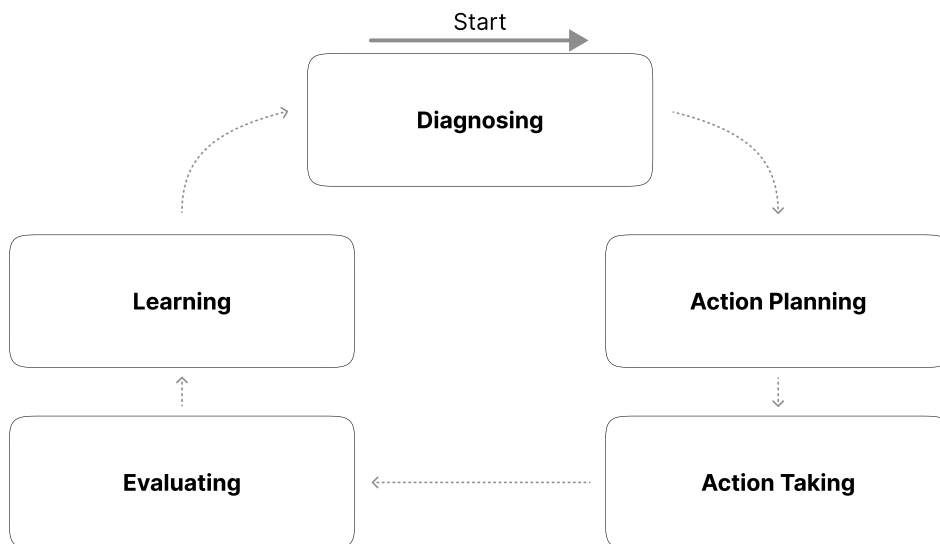 Start
Diagnosing
Learning
Action Planning
Evaluating
Action Taking